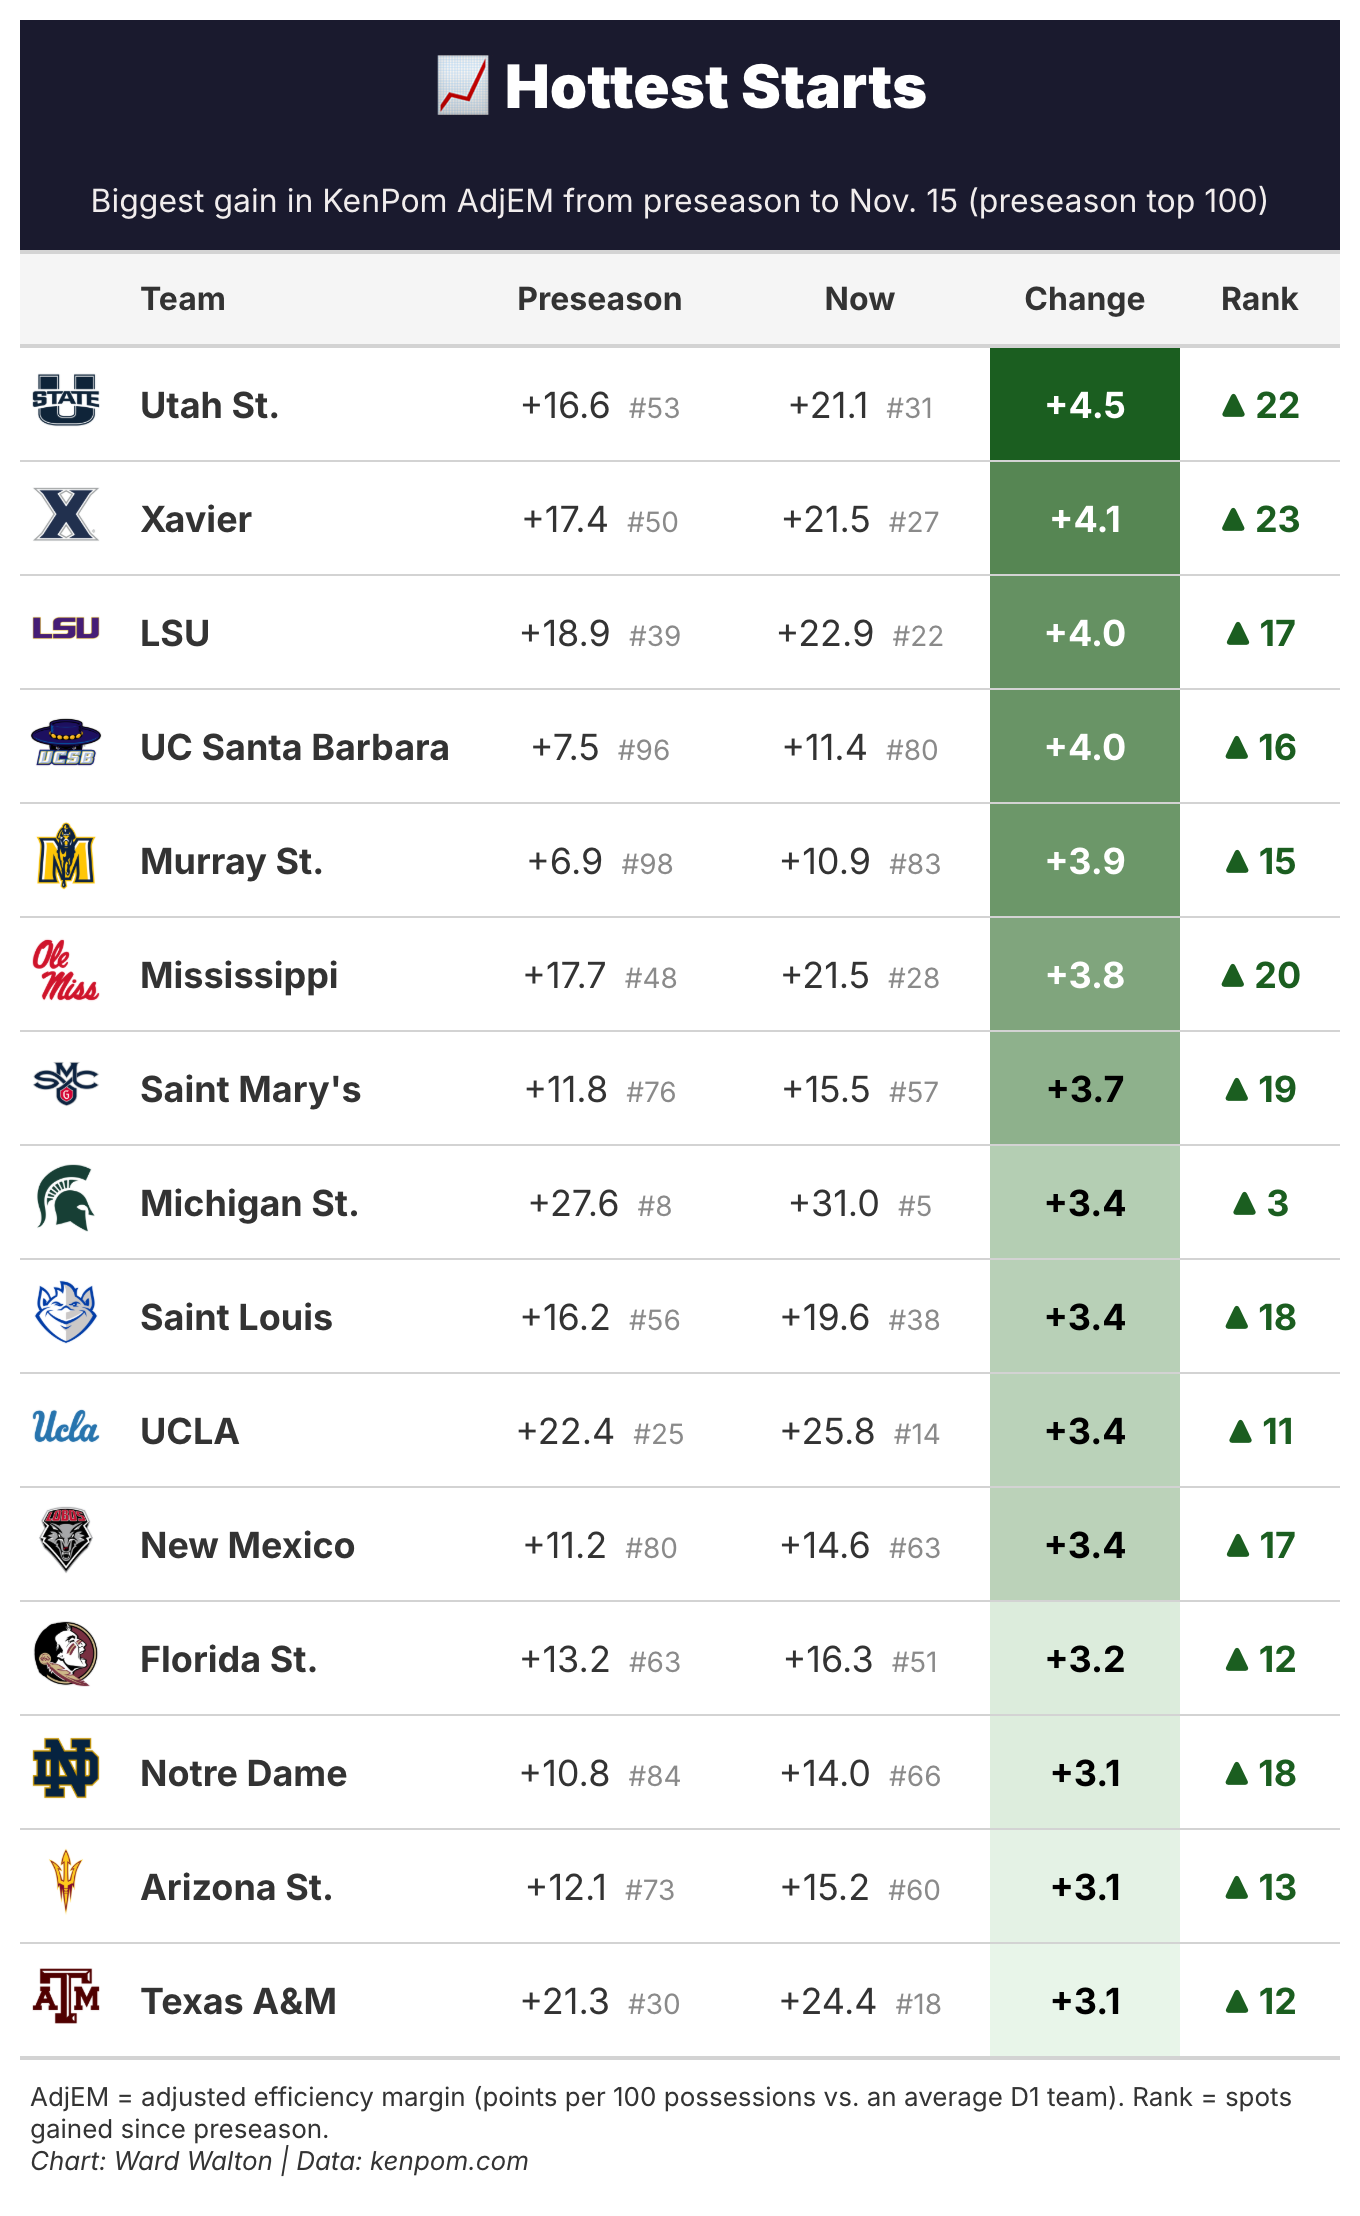 📈 Hottest Starts
Biggest gain in KenPom AdjEM from preseason to Nov. 15 (preseason top 100)
Team Preseason Now Change Rank
STATE Utah St. +16.6 #53 +21.1 #31 +4.5 ▲ 22
X Xavier +17.4 #50 +21.5 #27 +4.1 ▲ 23
LSU LSU +18.9 #39 +22.9 #22 +4.0 ▲ 17
UCSB UC Santa Barbara +7.5 #96 +11.4 #80 +4.0 ▲ 16
M Murray St. +6.9 #98 +10.9 #83 +3.9 ▲ 15
Ole Miss Mississippi +17.7 #48 +21.5 #28 +3.8 ▲ 20
SMC G Saint Mary's +11.8 #76 +15.5 #57 +3.7 ▲ 19
Michigan St. +27.6 #8 +31.0 #5 +3.4 ▲ 3
Saint Louis +16.2 #56 +19.6 #38 +3.4 ▲ 18
Ucla UCLA +22.4 #25 +25.8 #14 +3.4 ▲ 11
LOBOS New Mexico +11.2 #80 +14.6 #63 +3.4 ▲ 17
Florida St. +13.2 #63 +16.3 #51 +3.2 ▲ 12
ND Notre Dame +10.8 #84 +14.0 #66 +3.1 ▲ 18
Arizona St. +12.1 #73 +15.2 #60 +3.1 ▲ 13
ATM Texas A&M +21.3 #30 +24.4 #18 +3.1 ▲ 12
AdjEM = adjusted efficiency margin (points per 100 possessions vs. an average D1 team). Rank = spots
gained since preseason.
Chart: Ward Walton | Data: kenpom.com